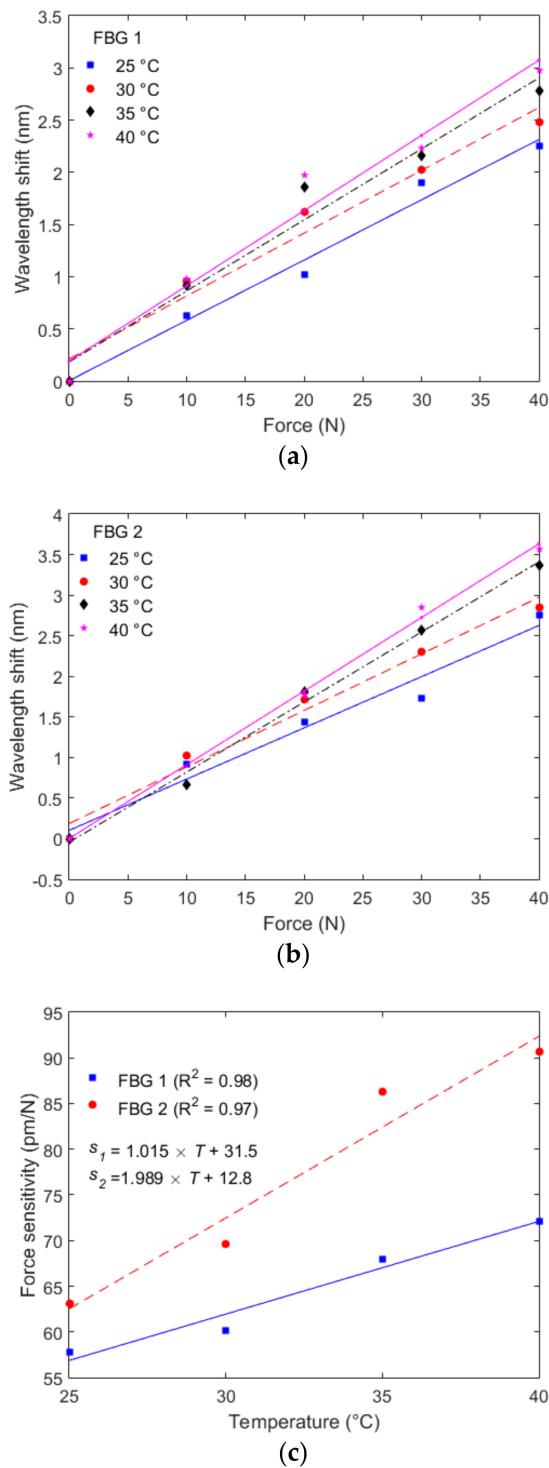 3.5
3
2.5
2
1.5
1
0.5
0
Wavelength shift (nm)
FBG 1
25 °C
30 °C
35 °C
40 °C
0 5 10 15 20 25 30 35 40
Force (N)
(a)
4
3.5
3
2.5
2
1.5
1
0.5
0
-0.5
Wavelength shift (nm)
FBG 2
25 °C
30 °C
35 °C
40 °C
0 5 10 15 20 25 30 35 40
Force (N)
(b)
95
90
85
80
75
70
65
60
55
Force sensitivity (pm/N)
FBG 1 (R² = 0.98)
FBG 2 (R² = 0.97)
s₁ = 1.015 × T + 31.5
s₂ =1.989 × T + 12.8
25 30 35 40
Temperature (°C)
(c)